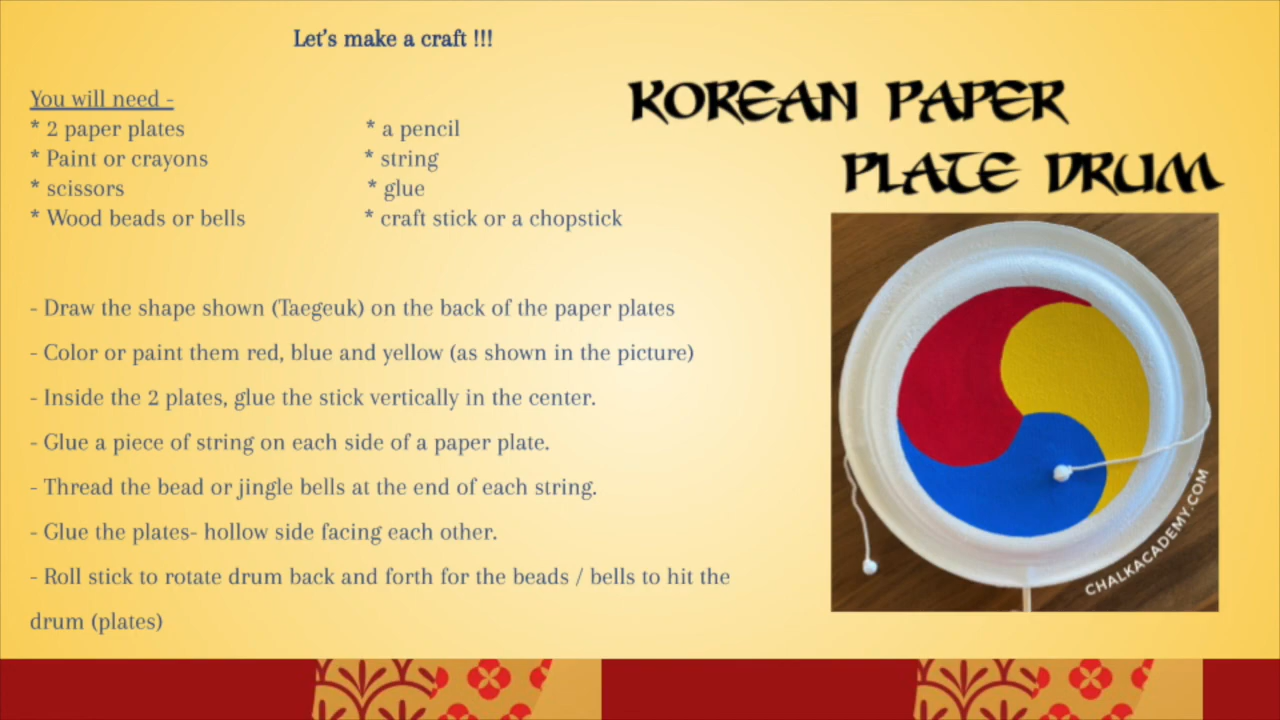 Let's make a craft !!!
You will need -
* 2 paper plates
* a pencil
* Paint or crayons
* string
* scissors
* glue
* Wood beads or bells
* craft stick or a chopstick
KOREAN PAPER
PLATE DRUM
- Draw the shape shown (Taegeuk) on the back of the paper plates
- Color or paint them red, blue and yellow (as shown in the picture)
- Inside the 2 plates, glue the stick vertically in the center.
- Glue a piece of string on each side of a paper plate.
- Thread the bead or jingle bells at the end of each string.
- Glue the plates- hollow side facing each other.
- Roll stick to rotate drum back and forth for the beads / bells to hit the
drum (plates)
CHALKACADEMY.COM